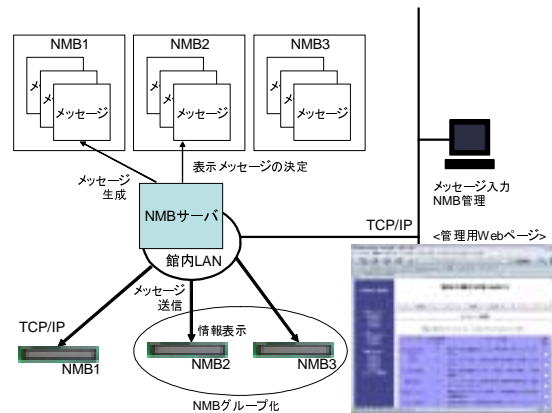 NMB1
NMB2
NMB3
メッセージ
メッセージ
メッセージ
メッセージ
生成
表示メッセージの決定
メッセージ入力
NMB管理
NMBサーバ
TCP/IP
<管理用Webページ>
館内LAN
メッセージ
送信
TCP/IP
情報表示
NMB1
NMB2
NMB3
NMBグループ化